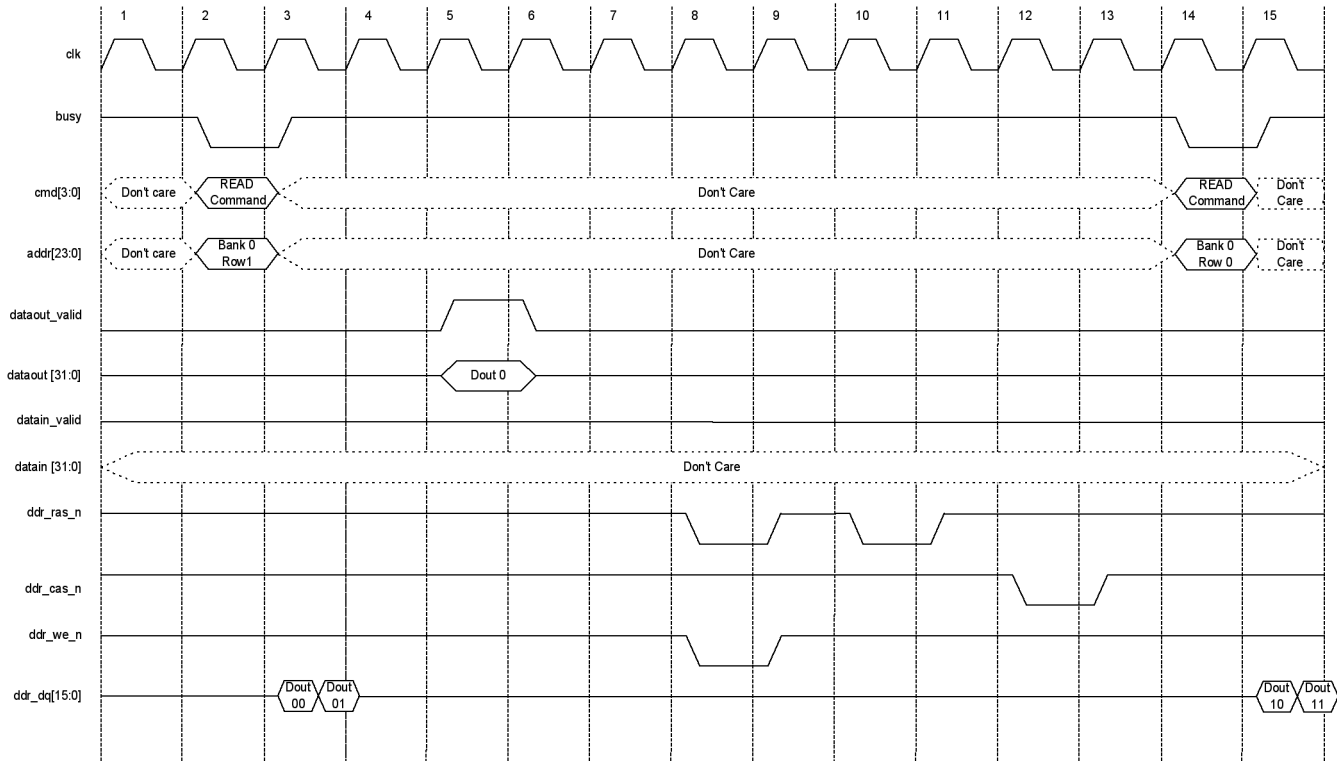 1 2 3 4 5 6 7 8 9 10 11 12 13 14 15
clk
busy
cmd[3:0] Don't care READ Don't Care READ Don't
Command Command Care
addr[23:0] Don't care Bank 0 Don't Care Bank 0 Don't
Row1 Row 0 Care
dataout_valid
dataout [31:0] Dout 0
datain_valid
datain [31:0] Don't Care
ddr_ras_n
ddr_cas_n
ddr_we_n
ddr_dq[15:0] Dout Dout Dout Dout
00 01 10 11